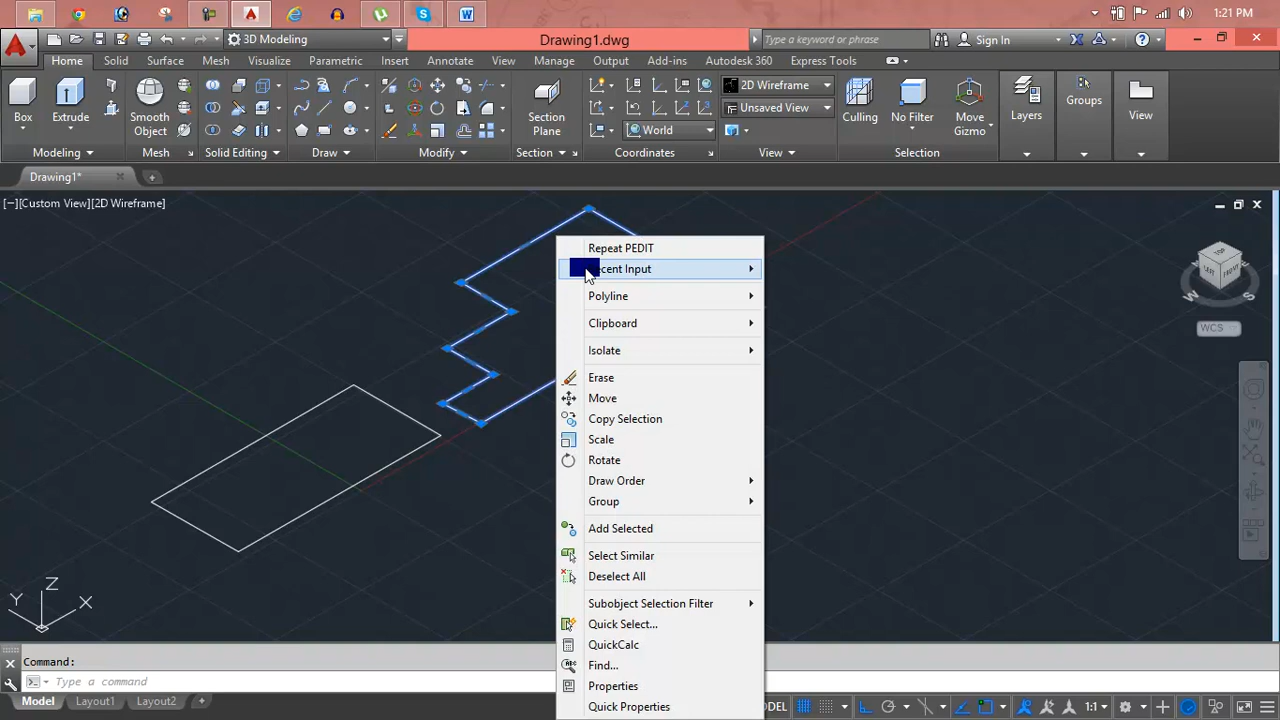 1:21 PM
3D Modeling
Drawing1.dwg
Type a keyword or phrase
Sign In
Home Solid Surface Mesh Visualize Parametric Insert Annotate View Manage Output Add-ins Autodesk 360 Express Tools
2D Wireframe
Unsaved View
World
Box
Extrude
Smooth Object
Section Plane
Culling
No Filter
Move Gizmo
Layers
Groups
View
Modeling Mesh Solid Editing Draw Modify Section Coordinates View Selection
Drawing1*
[−][Custom View][2D Wireframe]
LEFT FRONT
W S
WCS
Repeat PEDIT
Input
Polyline
Clipboard
Isolate
Erase
Move
Copy Selection
Scale
Rotate
Draw Order
Group
Add Selected
Select Similar
Deselect All
Subobject Selection Filter
Quick Select...
QuickCalc
Find...
Properties
Quick Properties
Z
Y X
Command:
Type a command
Model Layout1 Layout2 +
1:1